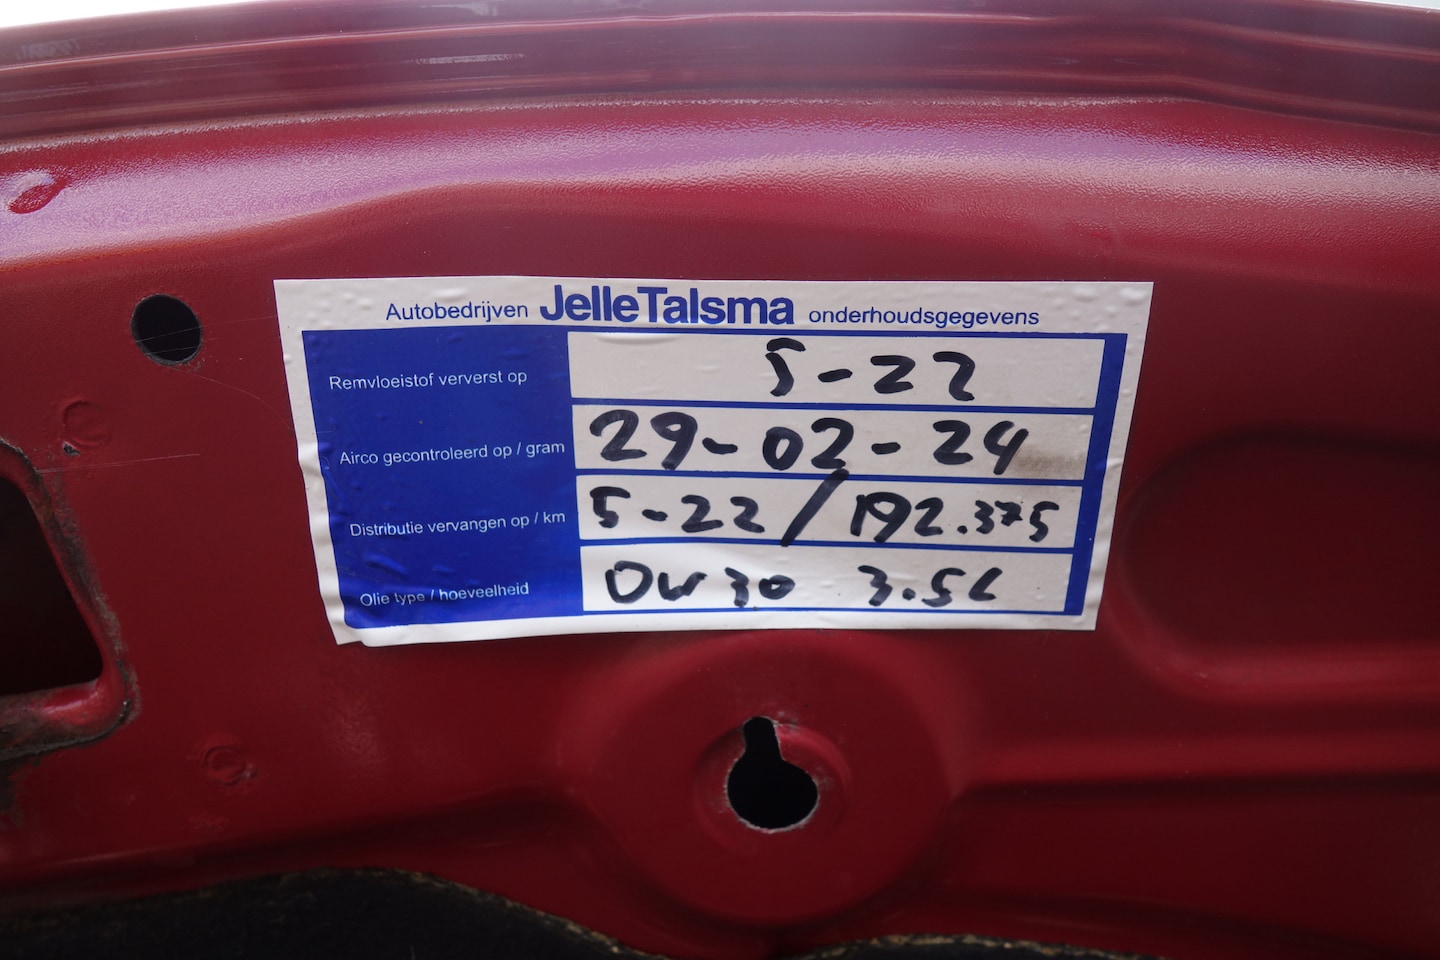 Autobedrijven JelleTalsma onderhoudsgegevens
Remvloeistof ververst op 5-22
Airco gecontroleerd op / gram 29-02-24
Distributie vervangen op / km 5-22/192.375
Olie type / hoeveelheid 0W30 3.5L